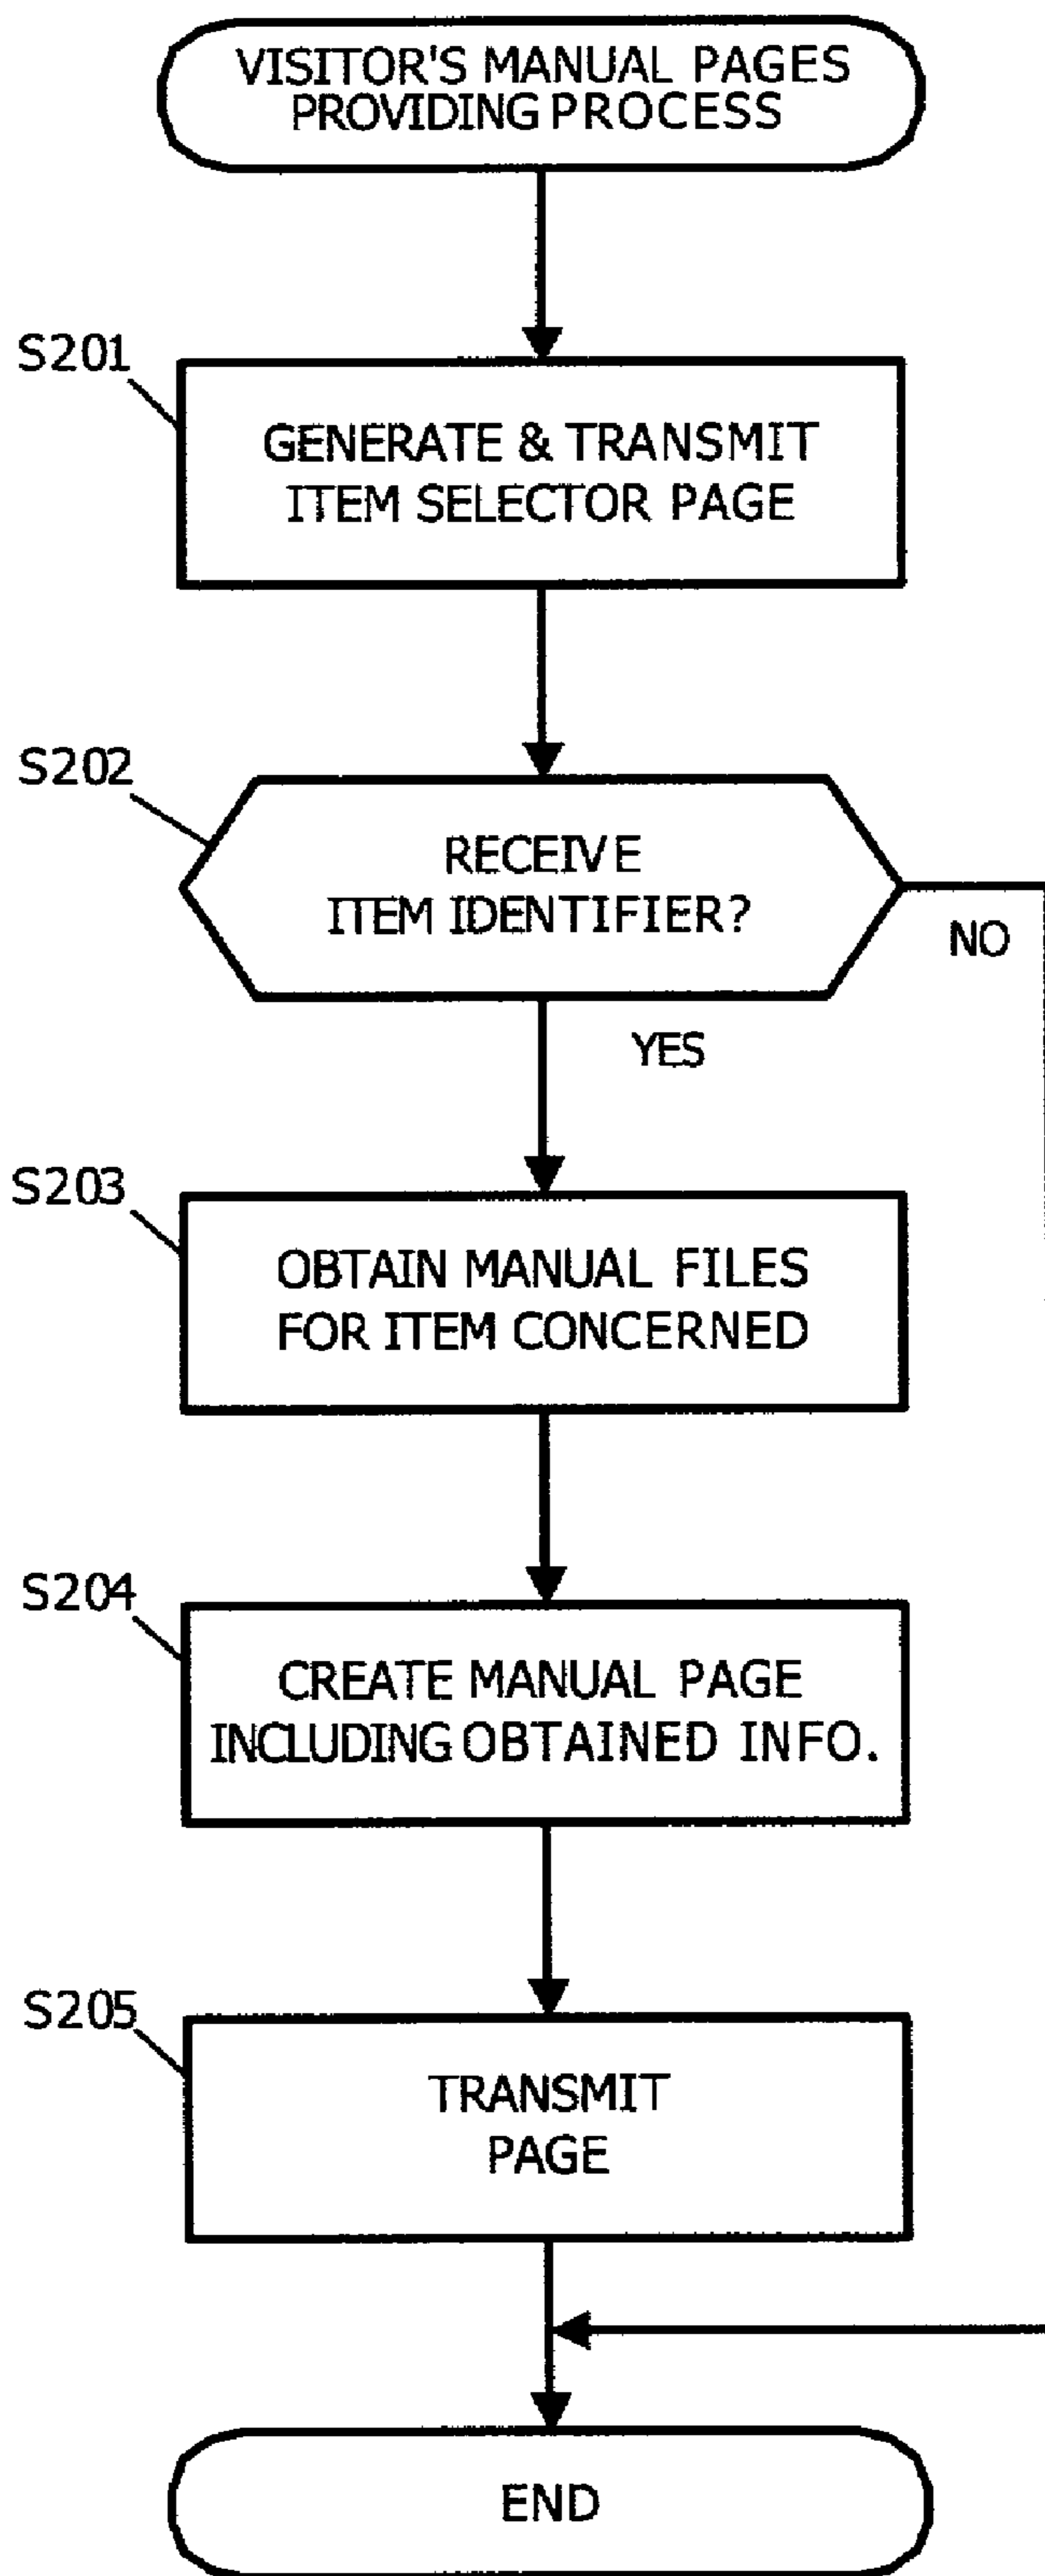 VISITOR'S MANUAL PAGES
PROVIDING PROCESS
S201
GENERATE & TRANSMIT
ITEM SELECTOR PAGE
S202
RECEIVE
ITEM IDENTIFIER?
NO
YES
S203
OBTAIN MANUAL FILES
FOR ITEM CONCERNED
S204
CREATE MANUAL PAGE
INCLUDING OBTAINED INFO.
S205
TRANSMIT
PAGE
END